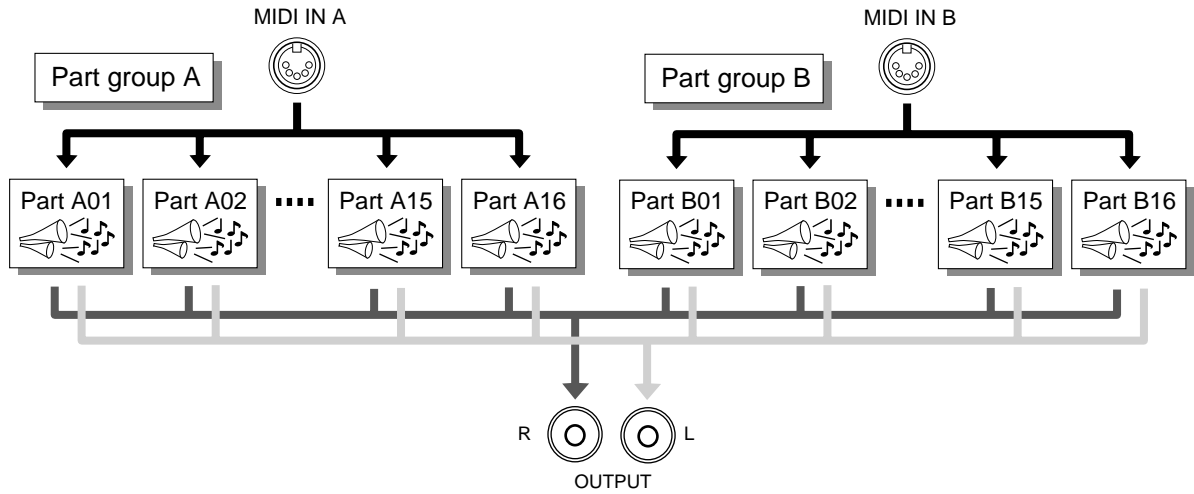 MIDI IN A
MIDI IN B
Part group A
Part group B
Part A01
Part A02
Part A15
Part A16
Part B01
Part B02
Part B15
Part B16
R
L
OUTPUT